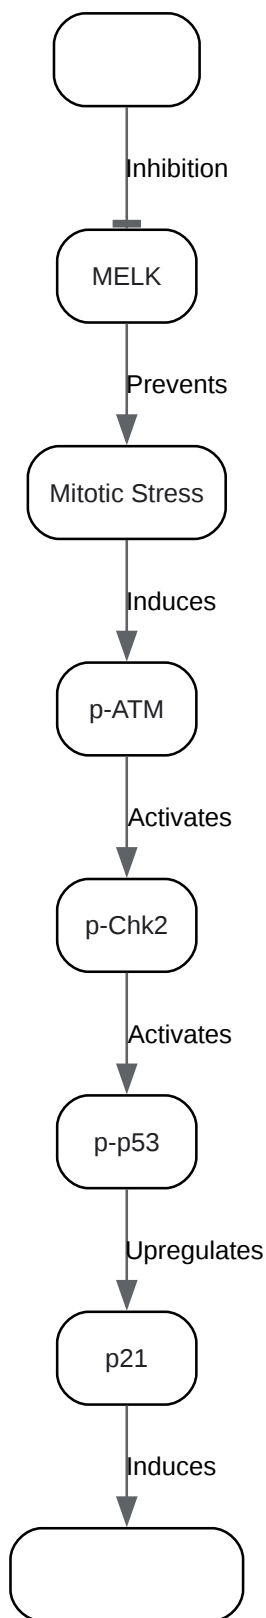 Inhibition
MELK
Prevents
Mitotic Stress
Induces
p-ATM
Activates
p-Chk2
Activates
p-p53
Upregulates
p21
Induces